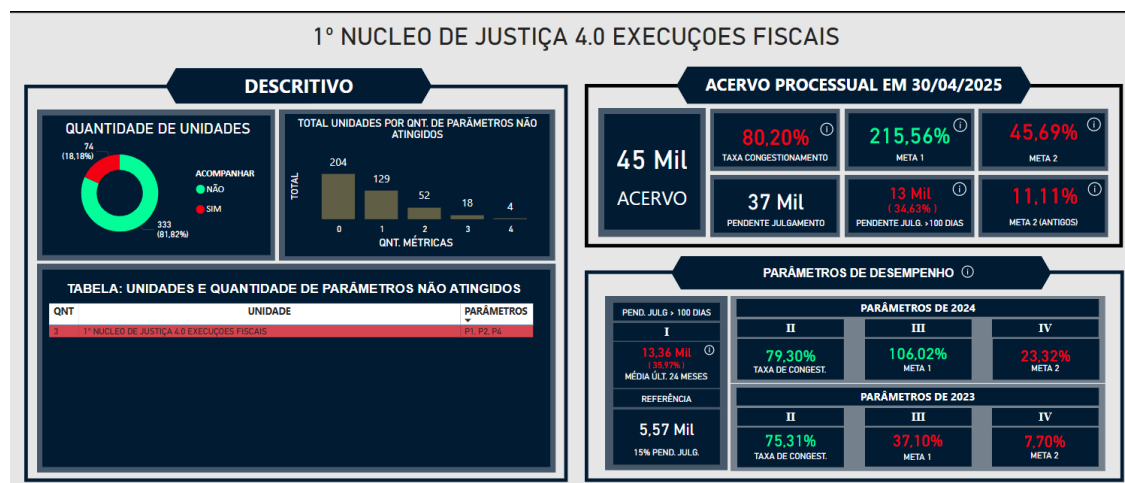 1º NUCLEO DE JUSTIÇA 4.0 EXECUÇOES FISCAIS
DESCRITIVO
QUANTIDADE DE UNIDADES
74
(18,18%)
ACOMPANHAR
NÃO
SIM
333
(81,82%)
TOTAL UNIDADES POR QNT. DE PARÂMETROS NÃO
ATINGIDOS
TOTAL
204
129
52
18
4
0 1 2 3 4
QNT. MÉTRICAS
TABELA: UNIDADES E QUANTIDADE DE PARÂMETROS NÃO ATINGIDOS
QNT UNIDADE PARÂMETROS
3 1º NUCLEO DE JUSTIÇA 4.0 EXECUÇOES FISCAIS P1, P2, P4
ACERVO PROCESSUAL EM 30/04/2025
45 Mil
ACERVO
80,20%
TAXA CONGESTIONAMENTO
215,56%
META 1
45,69%
META 2
37 Mil
PENDENTE JULGAMENTO
13 Mil
(34,63%)
PENDENTE JULG. >100 DIAS
11,11%
META 2 (ANTIGOS)
PARÂMETROS DE DESEMPENHO
PEND. JULG > 100 DIAS
I
13,36 Mil
(35,97%)
MÉDIA ÚLT. 24 MESES
REFERÊNCIA
5,57 Mil
15% PEND. JULG.
PARÂMETROS DE 2024
II III IV
79,30% 106,02% 23,32%
TAXA DE CONGEST. META 1 META 2
PARÂMETROS DE 2023
II III IV
75,31% 37,10% 7,70%
TAXA DE CONGEST. META 1 META 2